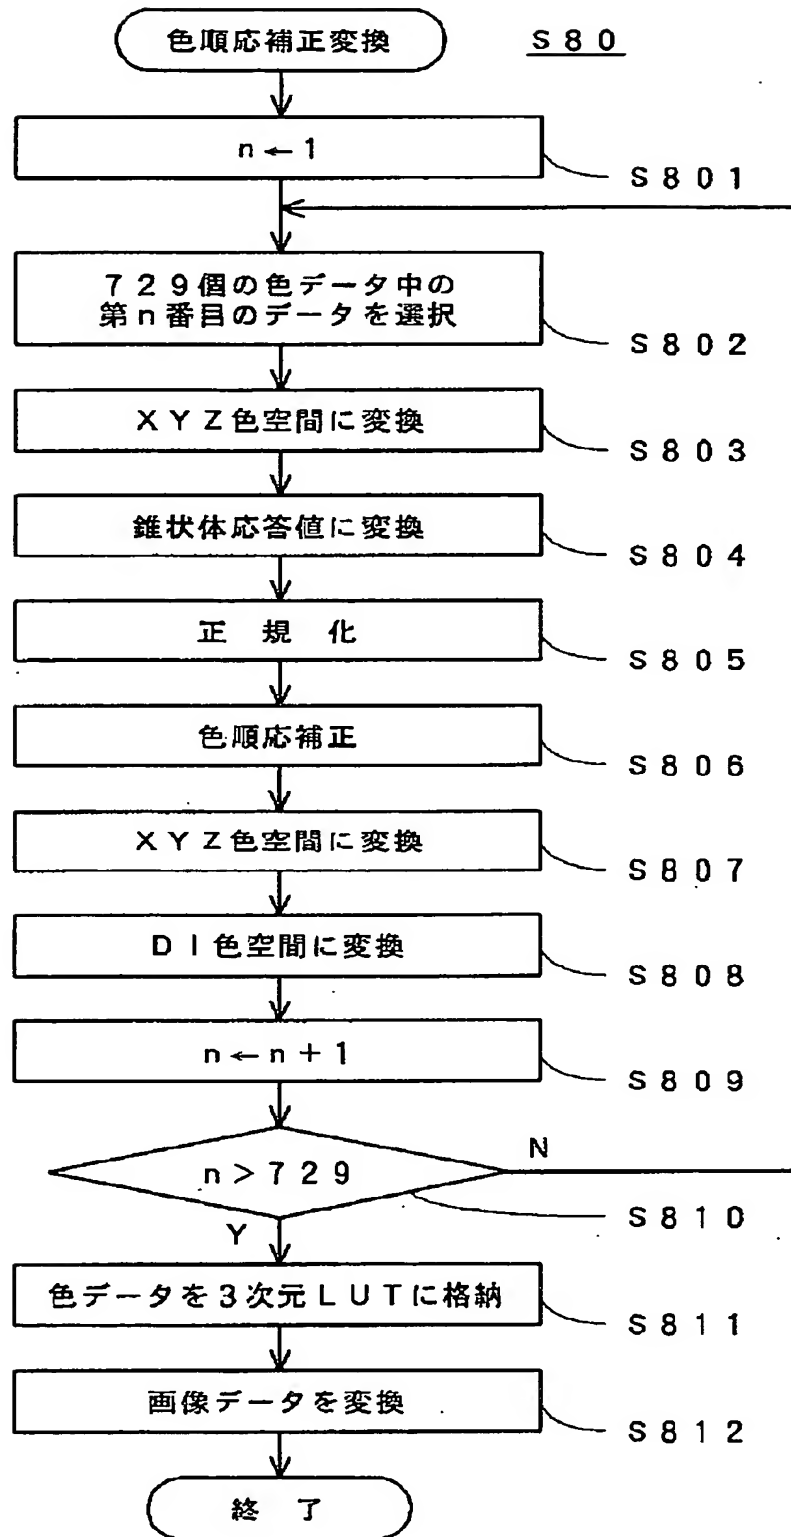 色順応補正変換
S80
n←1
S801
729個の色データ中の
第n番目のデータを選択
S802
XYZ色空間に変換
S803
錐状体応答値に変換
S804
正規化
S805
色順応補正
S806
XYZ色空間に変換
S807
DI色空間に変換
S808
n←n+1
S809
n>729
N
S810
Y
色データを3次元LUTに格納
S811
画像データを変換
S812
終了